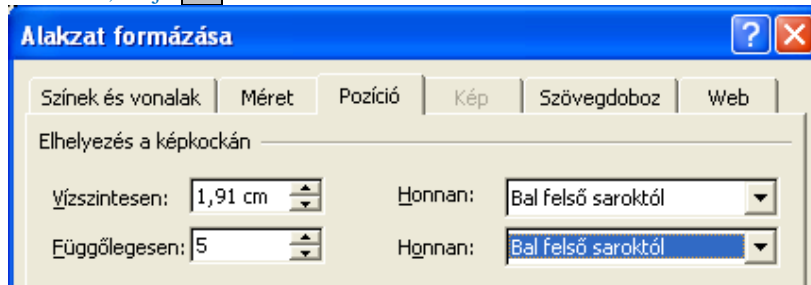 Alakzat formázása
Színek és vonalak Méret Pozíció Kép Szövegdoboz Web
Elhelyezés a képkockán
Vízszintesen: 1,91 cm Honnan: Bal felső saroktól
Függőlegesen: 5 Honnan: Bal felső saroktól